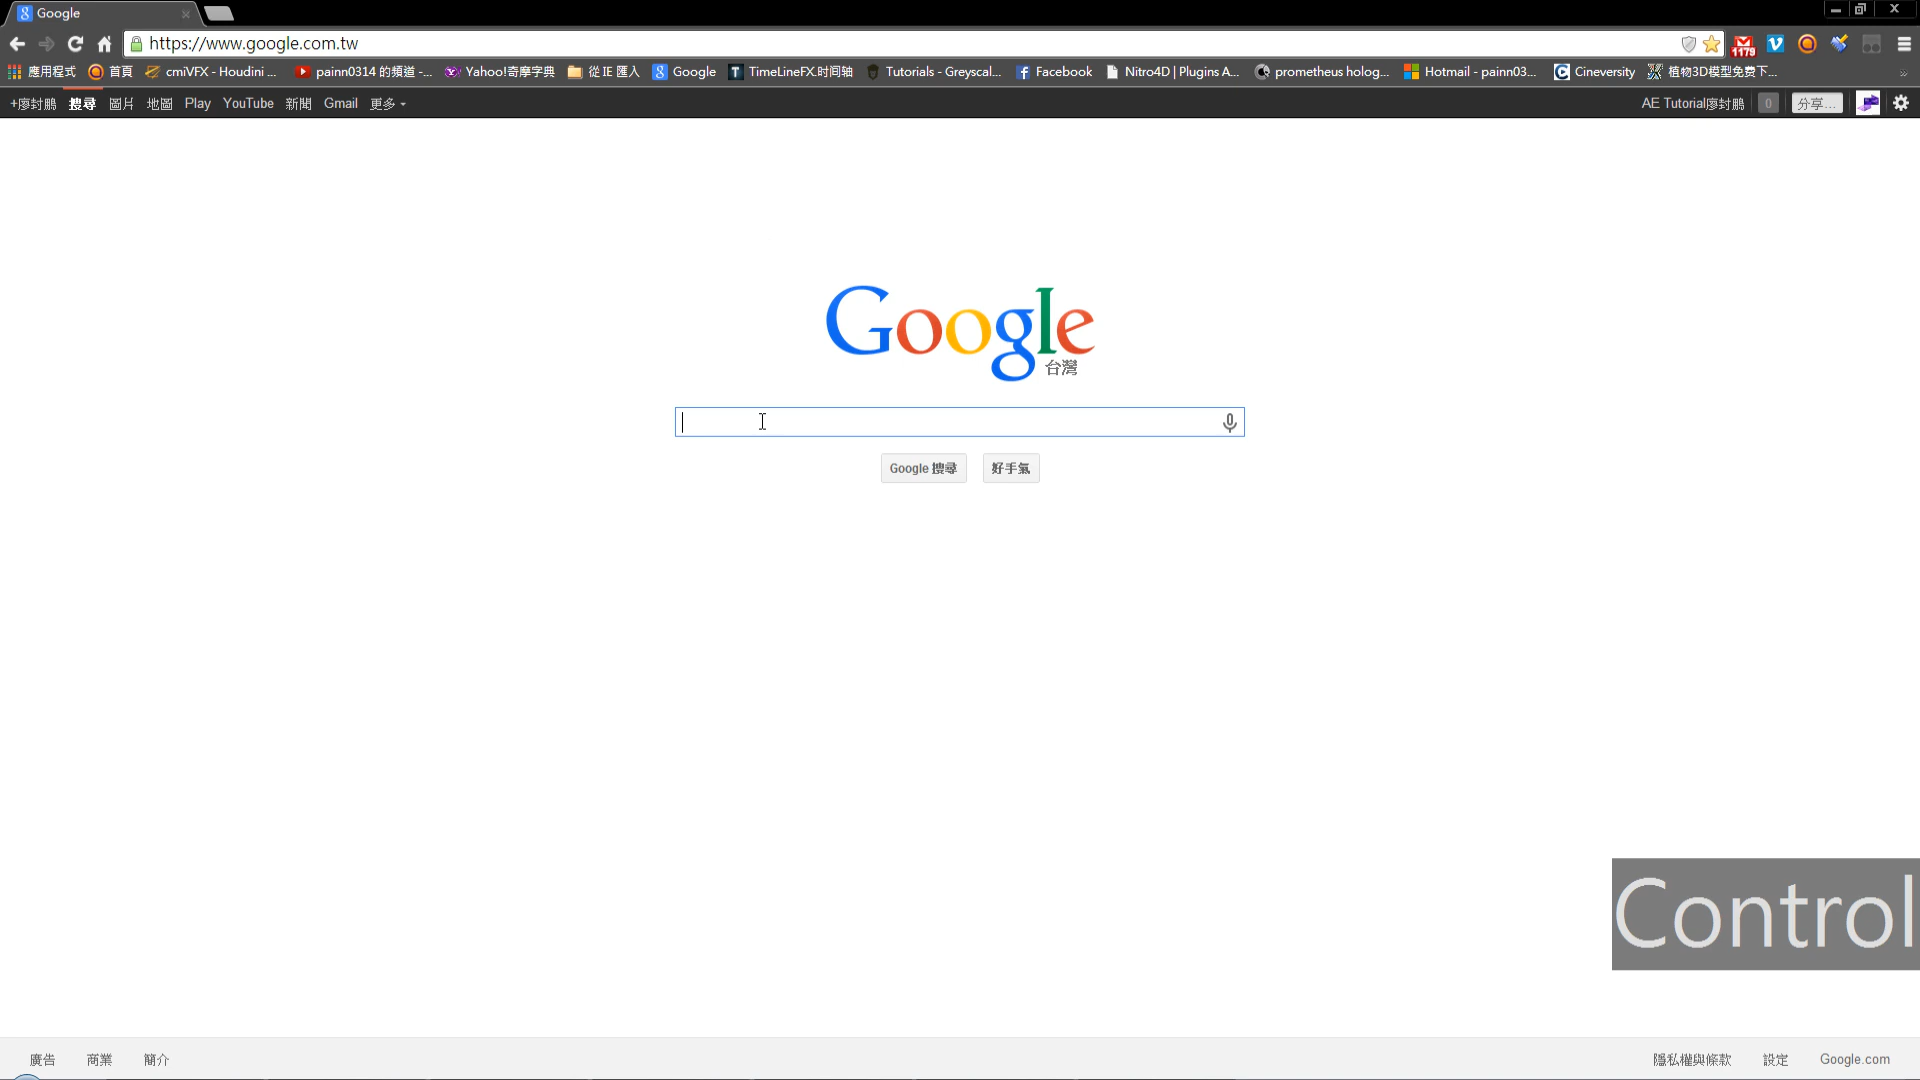 Google
https://www.google.com.tw
1179
應用程式 首頁 cmiVFX - Houdini ... painn0314 的頻道 -... Yahoo!奇摩字典 從 IE 匯入 Google TimeLineFX.时间轴 Tutorials - Greyscal... Facebook Nitro4D | Plugins A... prometheus holog... Hotmail - painn03... Cineversity 植物3D模型免费下...
+廖封鵬 搜尋 圖片 地圖 Play YouTube 新聞 Gmail 更多 AE Tutorial廖封鵬 0 分享...
Google
台灣
Google 搜尋 好手氣
Control
廣告 商業 簡介 隱私權與條款 設定 Google.com